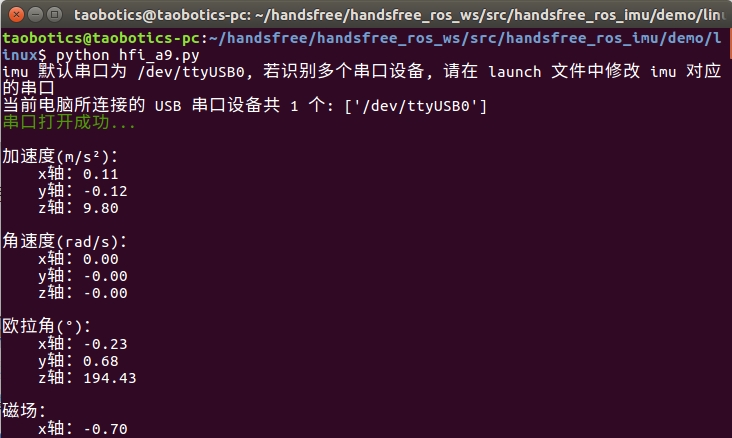 taobotics@taobotics-pc: ~/handsfree/handsfree_ros_ws/src/handsfree_ros_imu/demo/linu
taobotics@taobotics-pc:~/handsfree/handsfree_ros_ws/src/handsfree_ros_imu/demo/l
inux$ python hfi_a9.py
imu 默认串口为 /dev/ttyUSB0, 若识别多个串口设备, 请在 launch 文件中修改 imu 对应
的串口
当前电脑所连接的 USB 串口设备共 1 个: ['/dev/ttyUSB0']
串口打开成功...
加速度(m/s²):
x轴: 0.11
y轴: -0.12
z轴: 9.80
角速度(rad/s):
x轴: 0.00
y轴: -0.00
z轴: -0.00
欧拉角(°):
x轴: -0.23
y轴: 0.68
z轴: 194.43
磁场:
x轴: -0.70